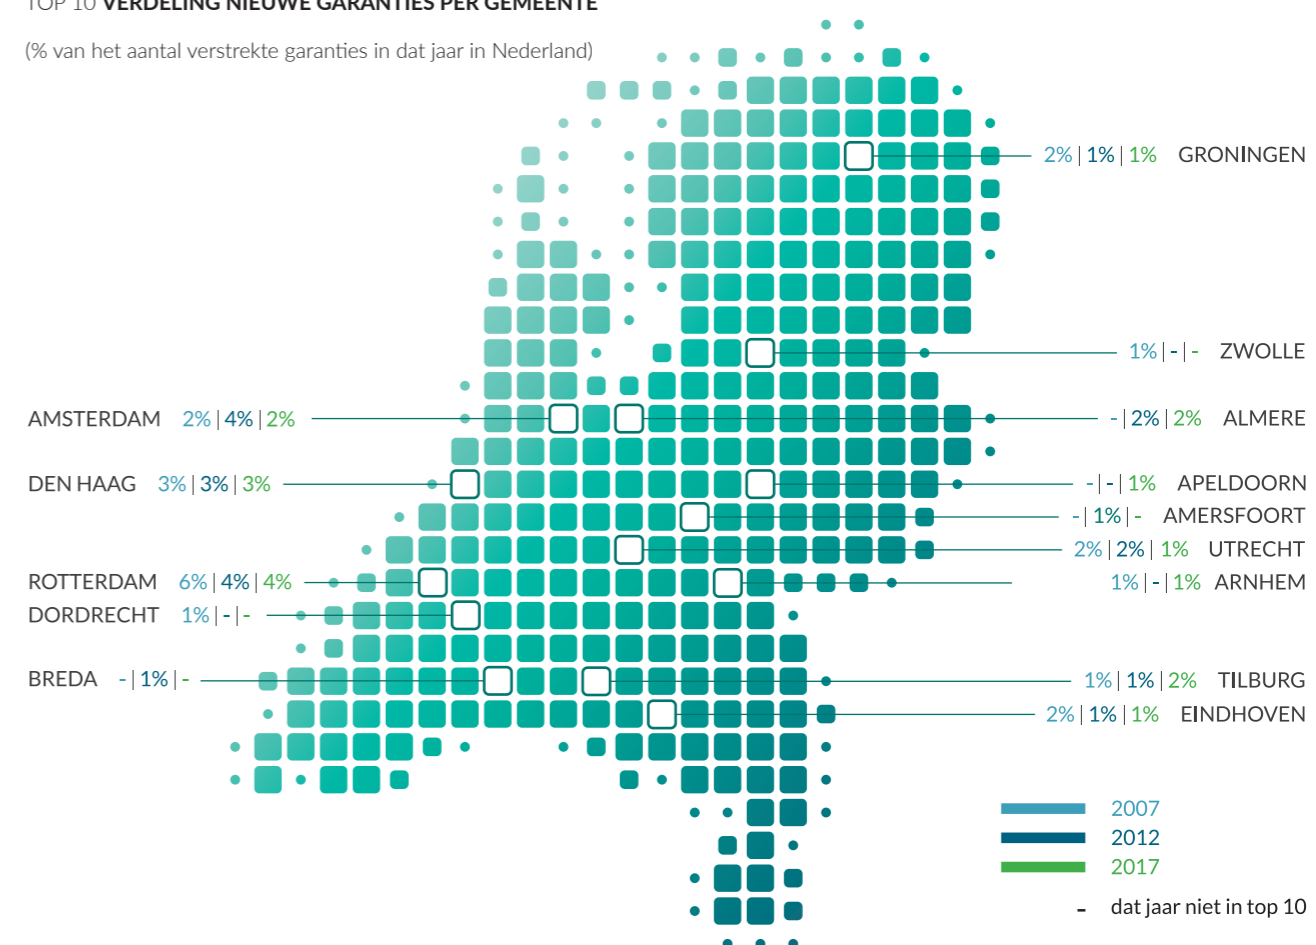 TOP 10 VERDELING NIEUWE GARANTIES PER GEMEENTE
(% van het aantal verstrekte garanties in dat jaar in Nederland)
2% | 1% | 1% GRONINGEN
1% | - | - ZWOLLE
AMSTERDAM 2% | 4% | 2%
- | 2% | 2% ALMERE
DEN HAAG 3% | 3% | 3%
- | - | 1% APELDOORN
- | 1% | - AMERSFOORT
2% | 2% | 1% UTRECHT
ROTTERDAM 6% | 4% | 4%
1% | - | 1% ARNHEM
DORDRECHT 1% | - | -
BREDA - | 1% | -
1% | 1% | 2% TILBURG
2% | 1% | 1% EINDHOVEN
2007
2012
2017
- dat jaar niet in top 10